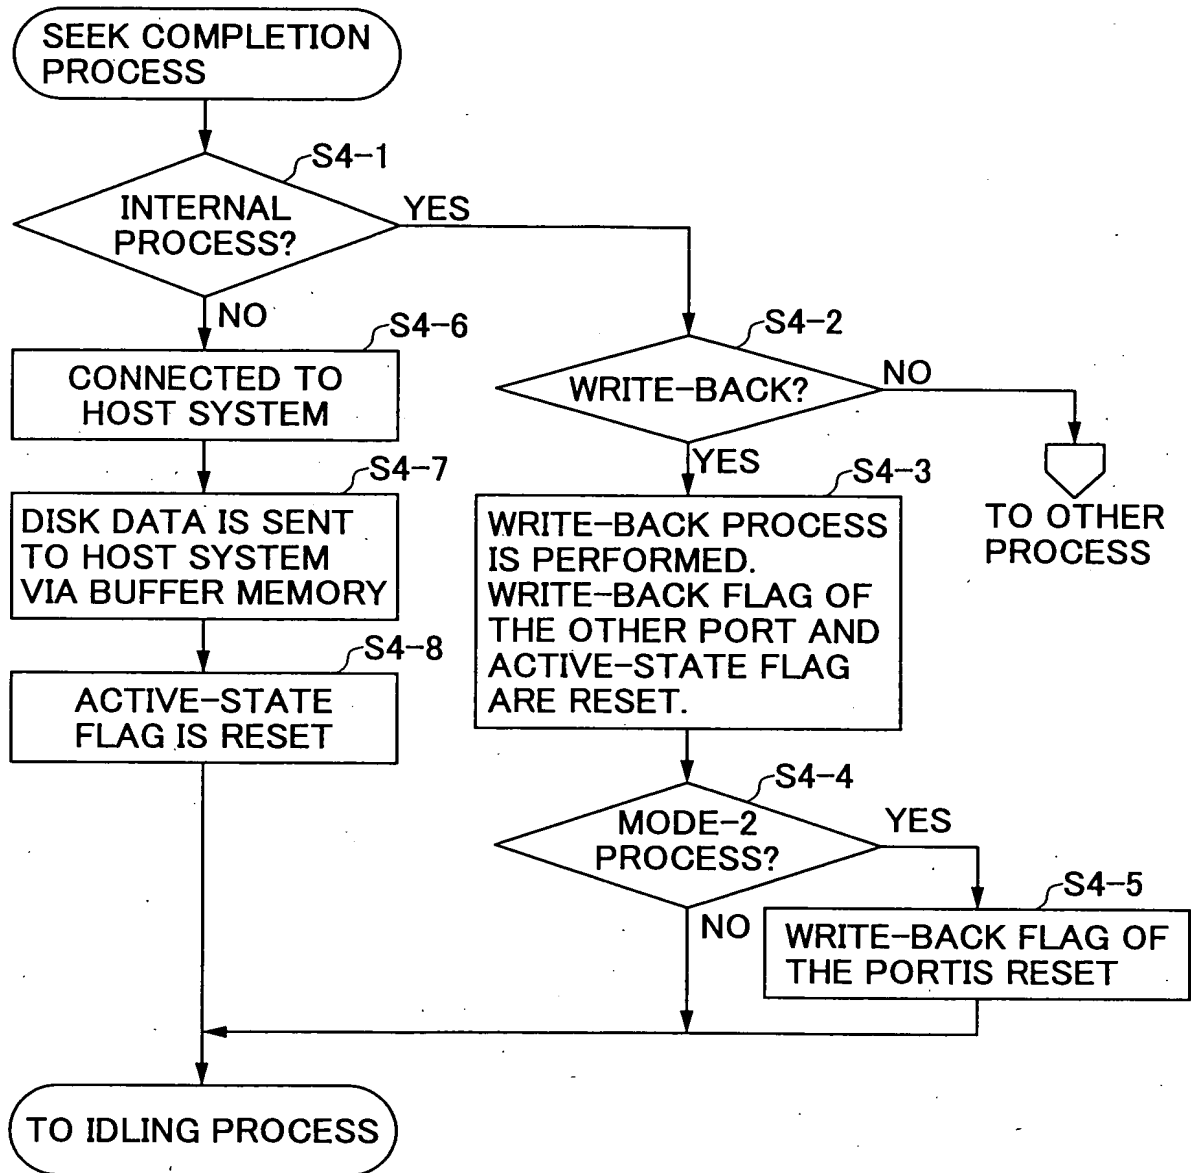 SEEK COMPLETION
PROCESS
S4-1
INTERNAL
PROCESS?
YES
NO
S4-6
CONNECTED TO
HOST SYSTEM
S4-7
DISK DATA IS SENT
TO HOST SYSTEM
VIA BUFFER MEMORY
S4-8
ACTIVE-STATE
FLAG IS RESET
S4-2
WRITE-BACK?
NO
TO OTHER
PROCESS
YES
S4-3
WRITE-BACK PROCESS
IS PERFORMED.
WRITE-BACK FLAG OF
THE OTHER PORT AND
ACTIVE-STATE FLAG
ARE RESET.
S4-4
MODE-2
PROCESS?
YES
NO
S4-5
WRITE-BACK FLAG OF
THE PORTIS RESET
TO IDLING PROCESS